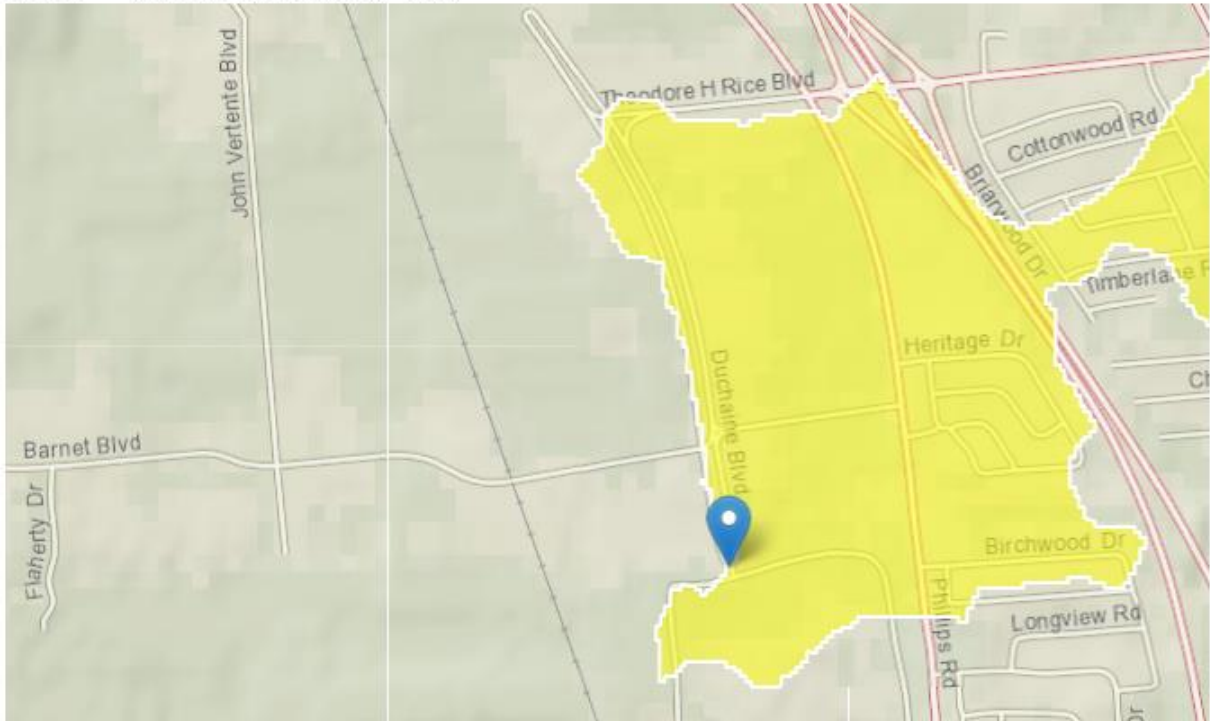 John Vertente Blvd
Theodore H Rice Blvd
Cottonwood Rd
Briarwood Dr
Timberlane
Heritage Dr
Duchaine Blvd
Barnet Blvd
Flaherty Dr
Birchwood Dr
Phillips Rd
Longview Rd